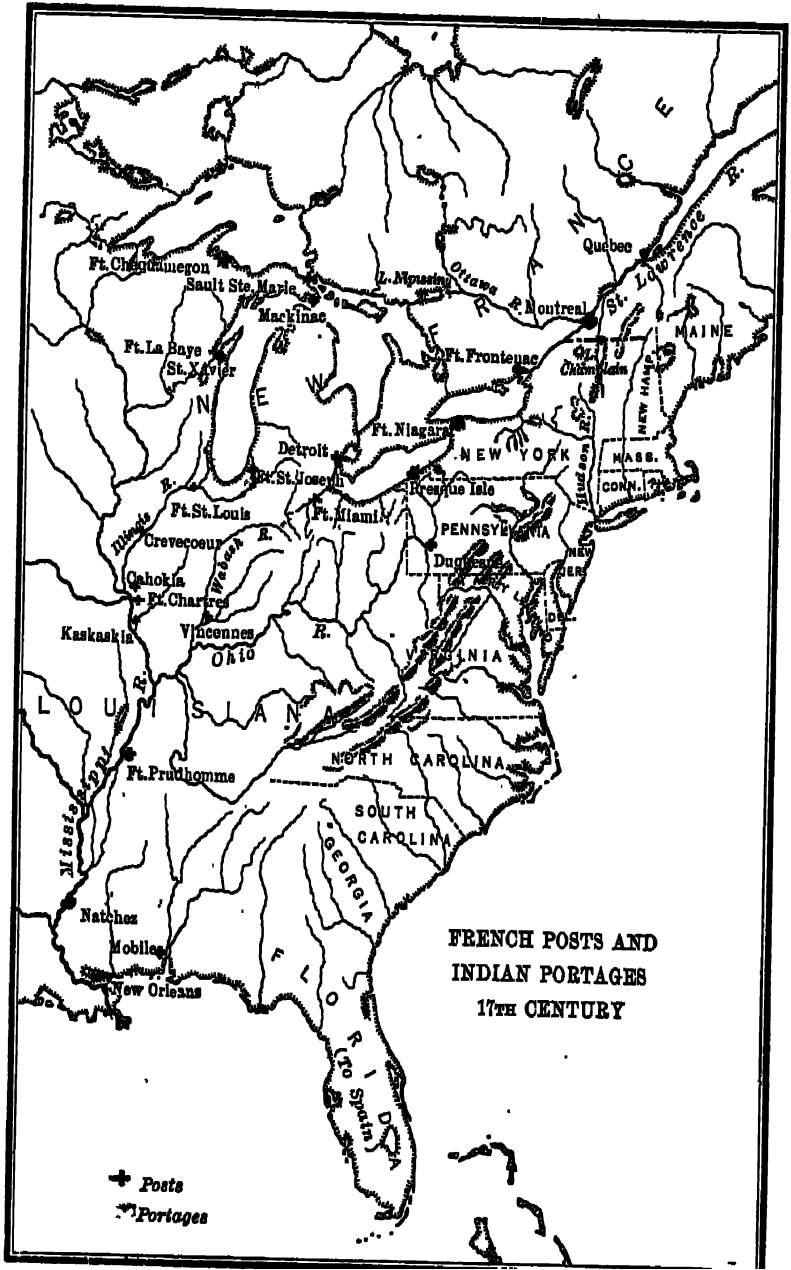 NEW FRANCE
Quebec
St. Lawrence R.
Ft. Chequamegon
Sault Ste. Marie
L. Nipissing
Ottawa
R. Montreal
Mackinac
MAINE
Ft. La Baye
St. Xavier
Ft. Frontenac
L. Champlain
NEW HAMP.
Ft. Niagara
Detroit
NEW YORK
Hudson R.
MASS.
CONN.
Ft. St. Joseph
Presque Isle
Ft. St. Louis
Ft. Miami
Illinois R.
Crevecoeur
Wabash R.
PENNSYLVANIA
Duquesne
NEW JER.
DEL.
Cahokia
Ft. Chartres
Kaskaskia
Vincennes
Ohio R.
VIRGINIA
LOUISIANA
Mississippi R.
Ft. Prudhomme
NORTH CAROLINA
SOUTH
CAROLINA
GEORGIA
Natchez
Mobile
New Orleans
FLORIDA
(To Spain)
FRENCH POSTS AND
INDIAN PORTAGES
17TH CENTURY
Posts
Portages